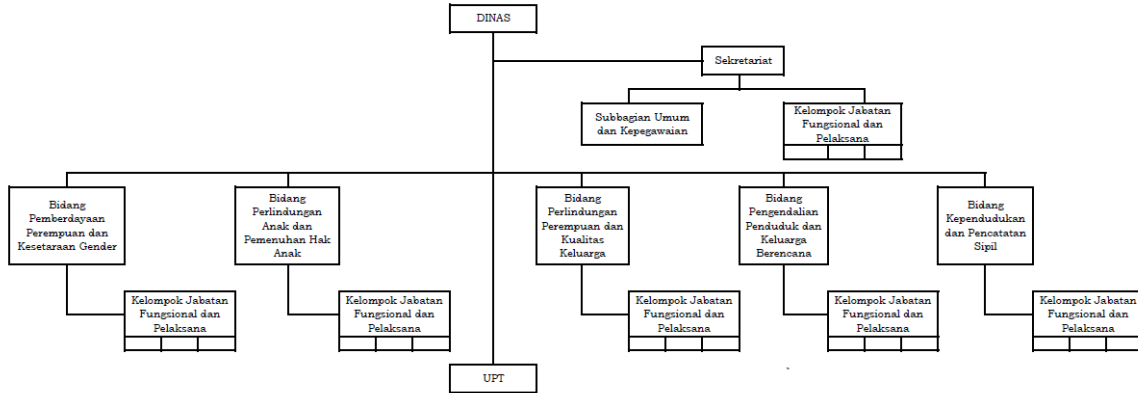 DINAS
Sekretariat
Subbagian Umum
dan Kepegawaian
Kelompok Jabatan
Fungsional dan
Pelaksana
Bidang
Pemberdayaan
Perempuan dan
Kesetaraan Gender
Bidang
Perlindungan
Anak dan
Pemenuhan Hak
Anak
Bidang
Perlindungan
Perempuan dan
Kualitas
Keluarga
Bidang
Pengendalian
Penduduk dan
Keluarga
Berencana
Bidang
Kependudukan
dan Pencatatan
Sipil
Kelompok Jabatan
Fungsional dan
Pelaksana
Kelompok Jabatan
Fungsional dan
Pelaksana
Kelompok Jabatan
Fungsional dan
Pelaksana
Kelompok Jabatan
Fungsional dan
Pelaksana
Kelompok Jabatan
Fungsional dan
Pelaksana
UPT